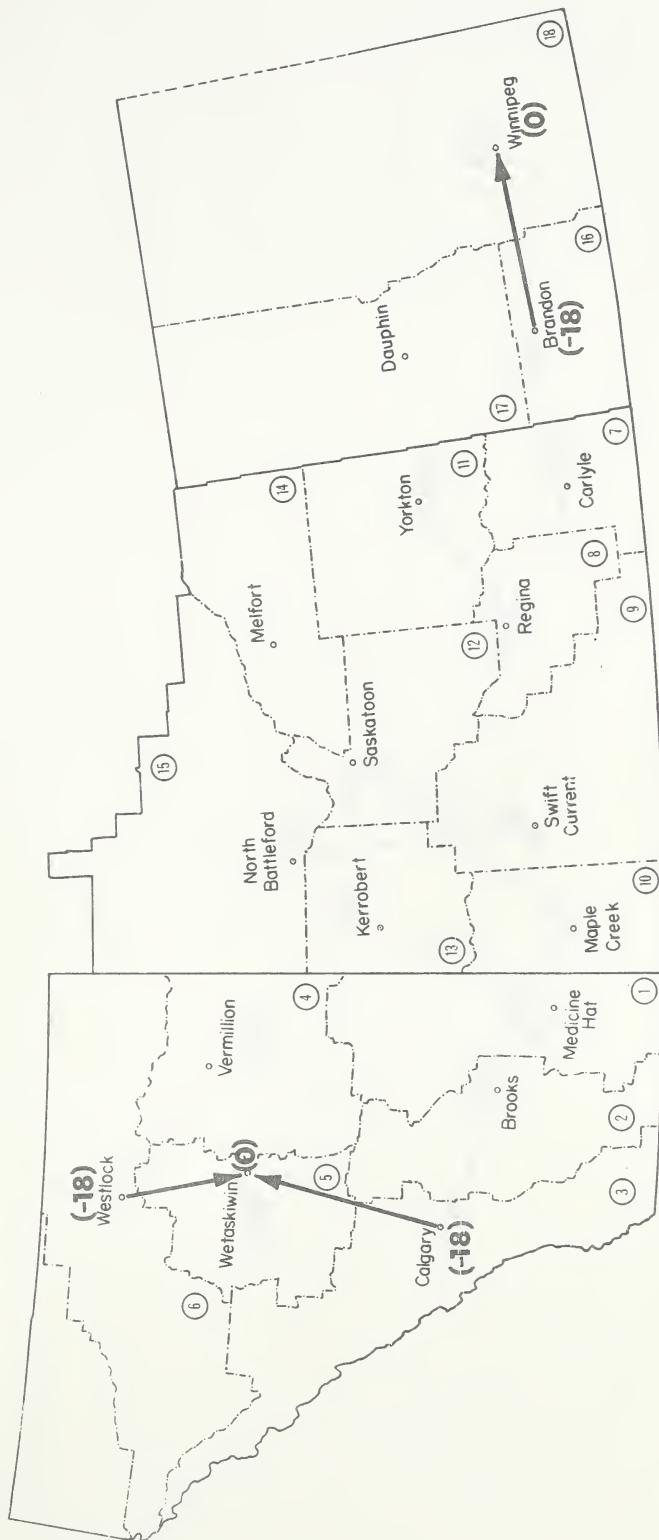 (-18)
Westlock
6
Wetaskiwin
(0)
5
Vermillion
4
Calgary
(-18)
3
Brooks
2
Medicine
Hat
1
15
North
Battleford
Kerrobert
13
Maple
Creek
10
Swift
Current
9
Saskatoon
12
Melfort
14
Yorkton
11
Regina
8
Carlyle
7
Dauphin
17
Brandon
(-18)
16
Winnipeg
(0)
18